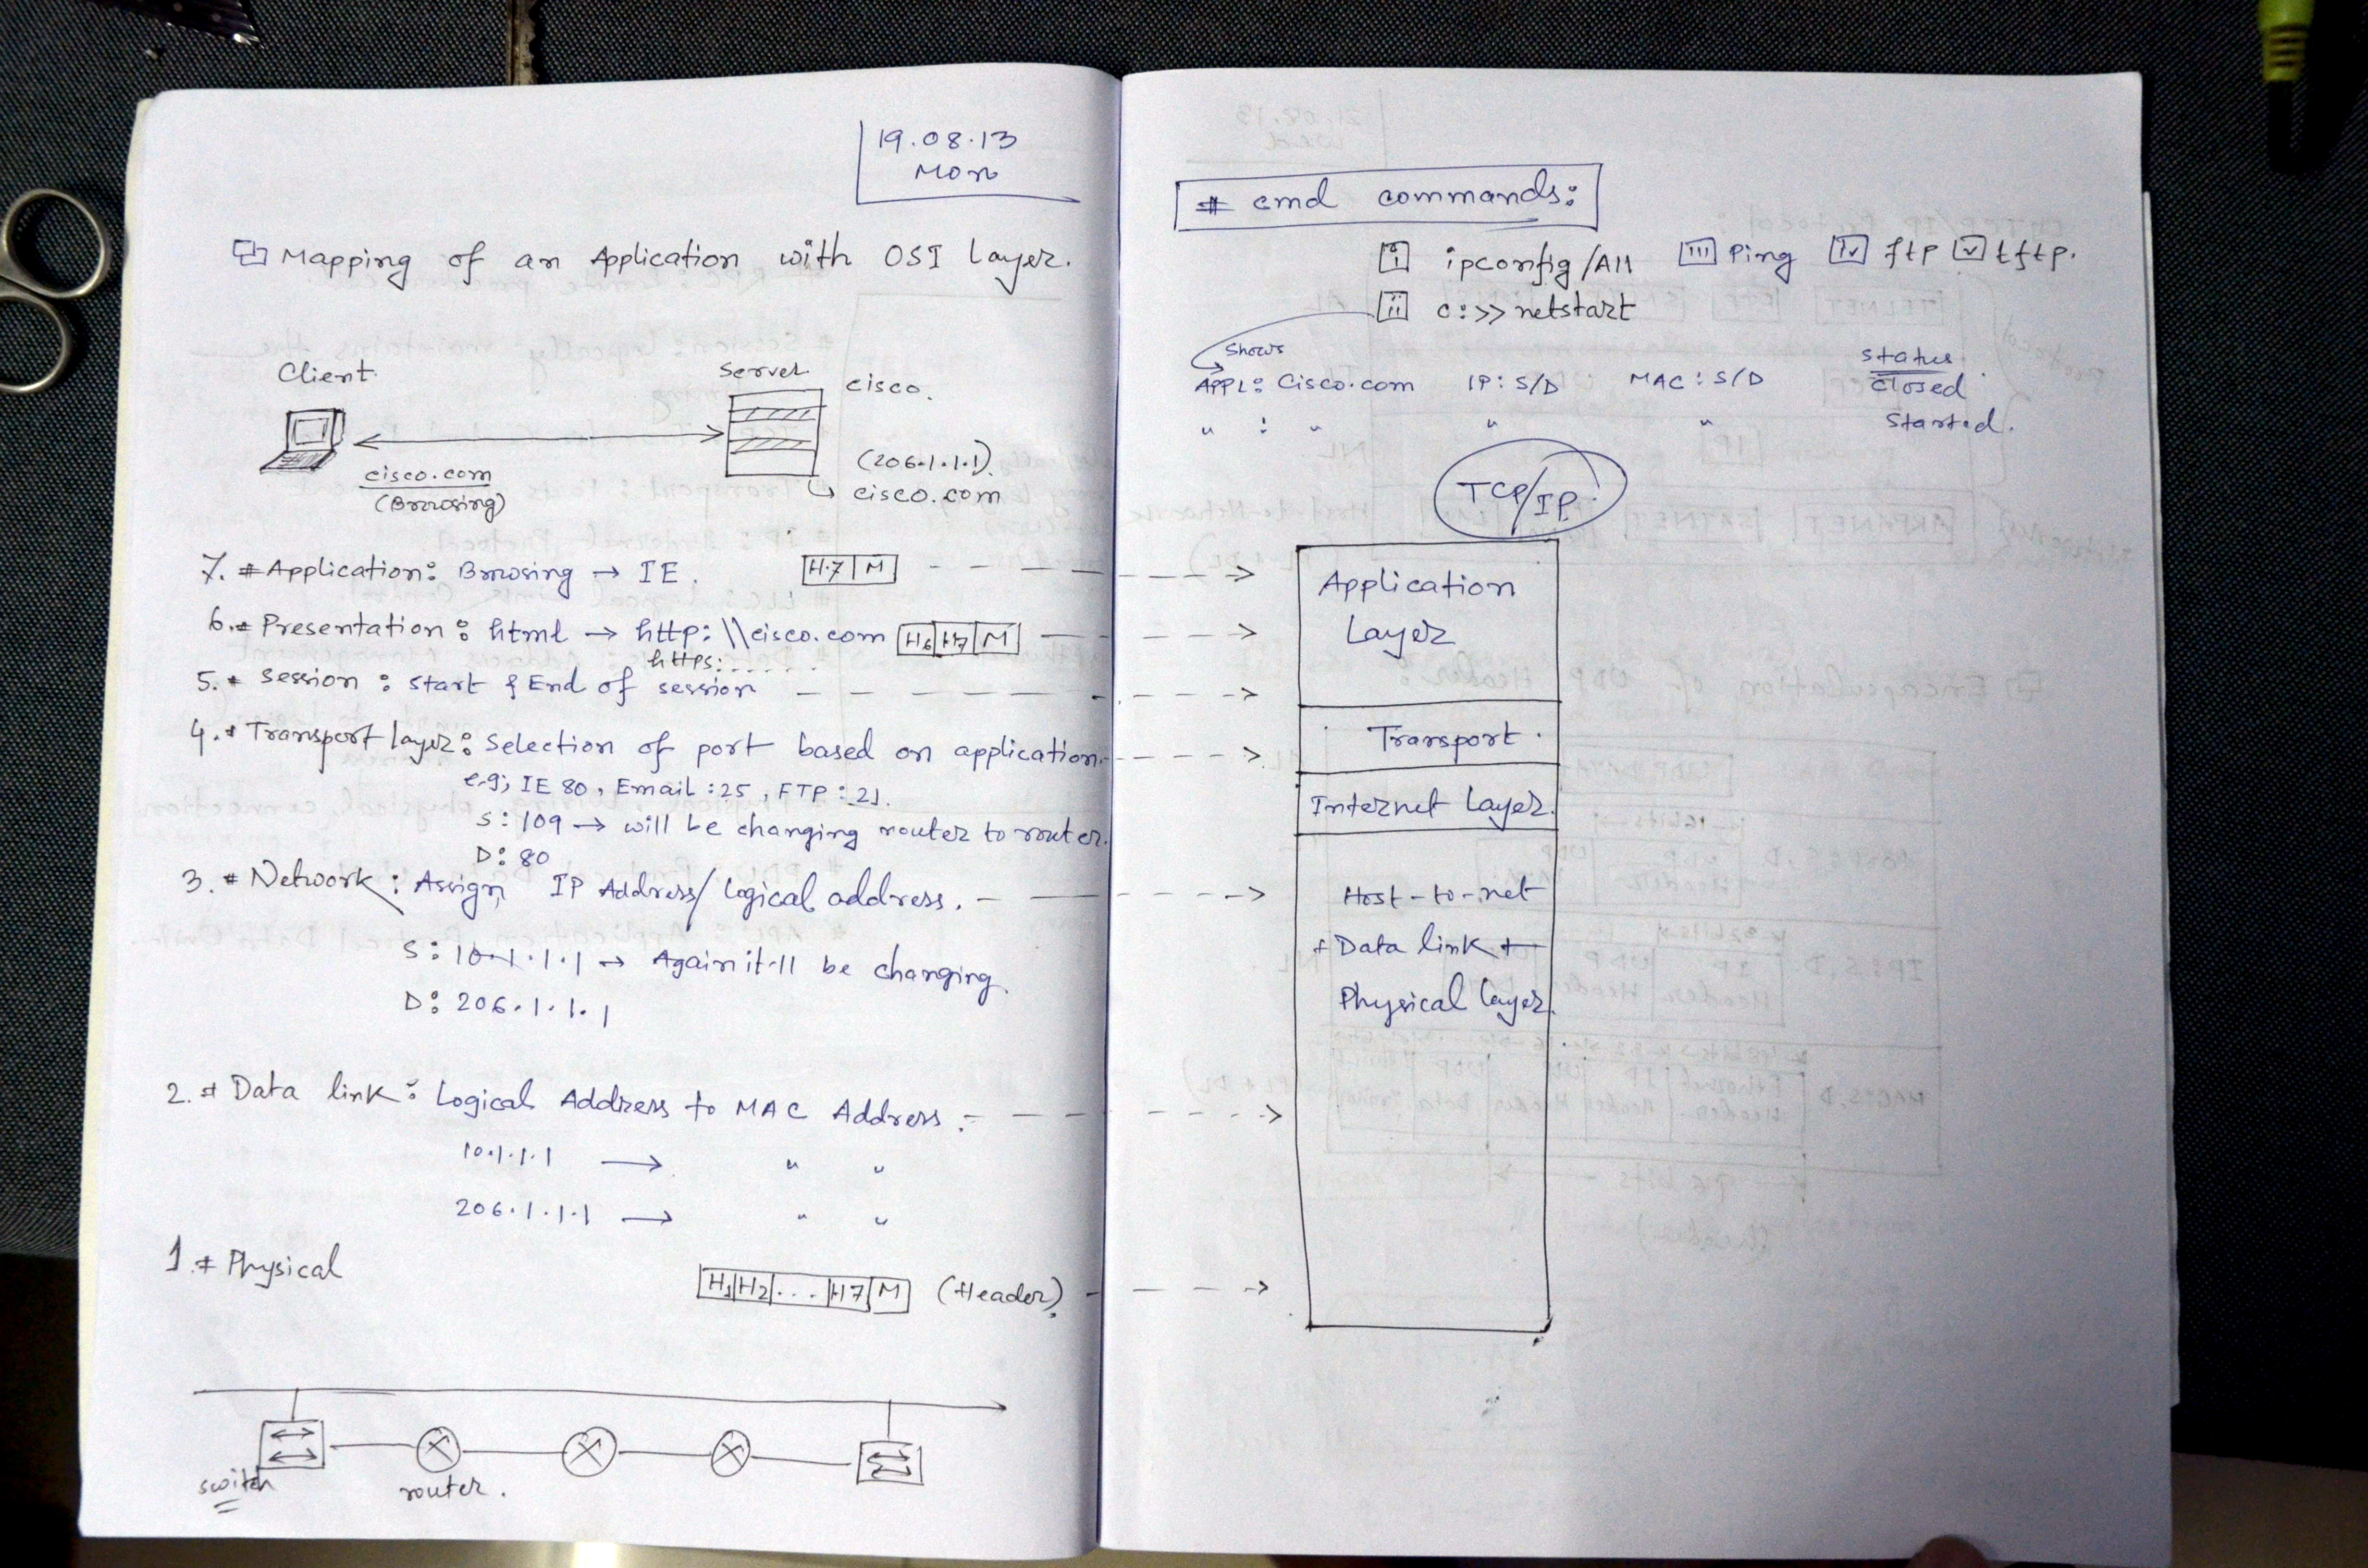 19.08.13
Mon
Mapping of an Application with OSI Layer.
Client
Server
cisco.
cisco.com
(Browsing)
(206.1.1.1).
cisco.com
7. # Application: Browsing → IE.
H.7 | M
6. # Presentation: html → http:\\cisco.com
H6 | H7 | M
https:......
5. # Session: Start & End of session
4. # Transport layer: Selection of port based on application.
e.g; IE 80, Email :25, FTP :21.
S: 109 → will be changing router to router.
D: 80
3. # Network: Assign IP Address/Logical address.
S: 10.1.1.1 → Again it'll be changing.
D: 206.1.1.1
2. # Data link: Logical Address to MAC Address.
10.1.1.1 → " "
206.1.1.1 → " "
1. # Physical
H1 | H2 | ... | H7 | M (Header).
switch
router.
# cmd commands:
i ipconfig /All iii Ping iv ftp v tftp.
ii c:>> netstart
Shows
status
APPL: Cisco.com IP: S/D MAC: S/D closed
" : " " " Started.
TCP/IP.
Application
Layer
Transport.
Internet Layer.
Host-to-net
+ Data link +
Physical layer.